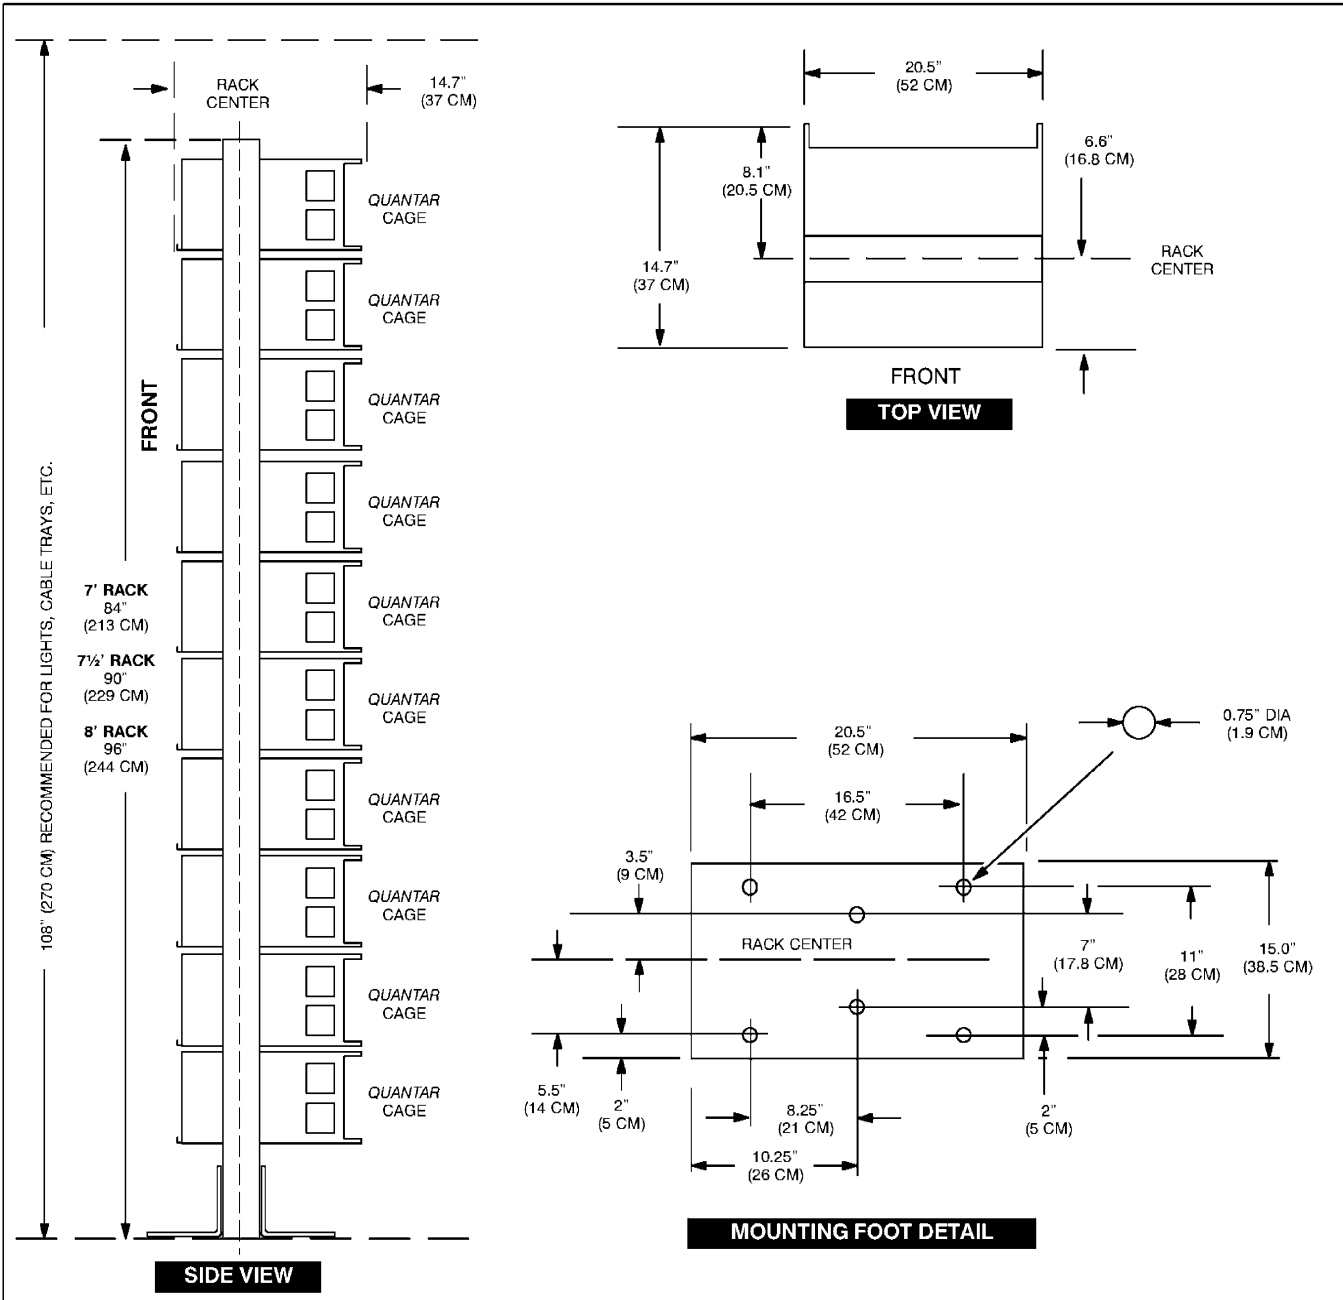 RACK
CENTER
14.7”
(37 CM)
QUANTAR
CAGE
QUANTAR
CAGE
QUANTAR
CAGE
QUANTAR
CAGE
QUANTAR
CAGE
QUANTAR
CAGE
QUANTAR
CAGE
QUANTAR
CAGE
QUANTAR
CAGE
QUANTAR
CAGE
FRONT
108” (270 CM) RECOMMENDED FOR LIGHTS, CABLE TRAYS, ETC.
7’ RACK
84”
(213 CM)
7½’ RACK
90”
(229 CM)
8’ RACK
96”
(244 CM)
SIDE VIEW
20.5”
(52 CM)
8.1”
(20.5 CM)
6.6”
(16.8 CM)
14.7”
(37 CM)
RACK
CENTER
FRONT
TOP VIEW
0.75” DIA
(1.9 CM)
20.5”
(52 CM)
16.5”
(42 CM)
3.5”
(9 CM)
RACK CENTER
7”
(17.8 CM)
11”
(28 CM)
15.0”
(38.5 CM)
5.5”
(14 CM)
2”
(5 CM)
8.25”
(21 CM)
2”
(5 CM)
10.25”
(26 CM)
MOUNTING FOOT DETAIL